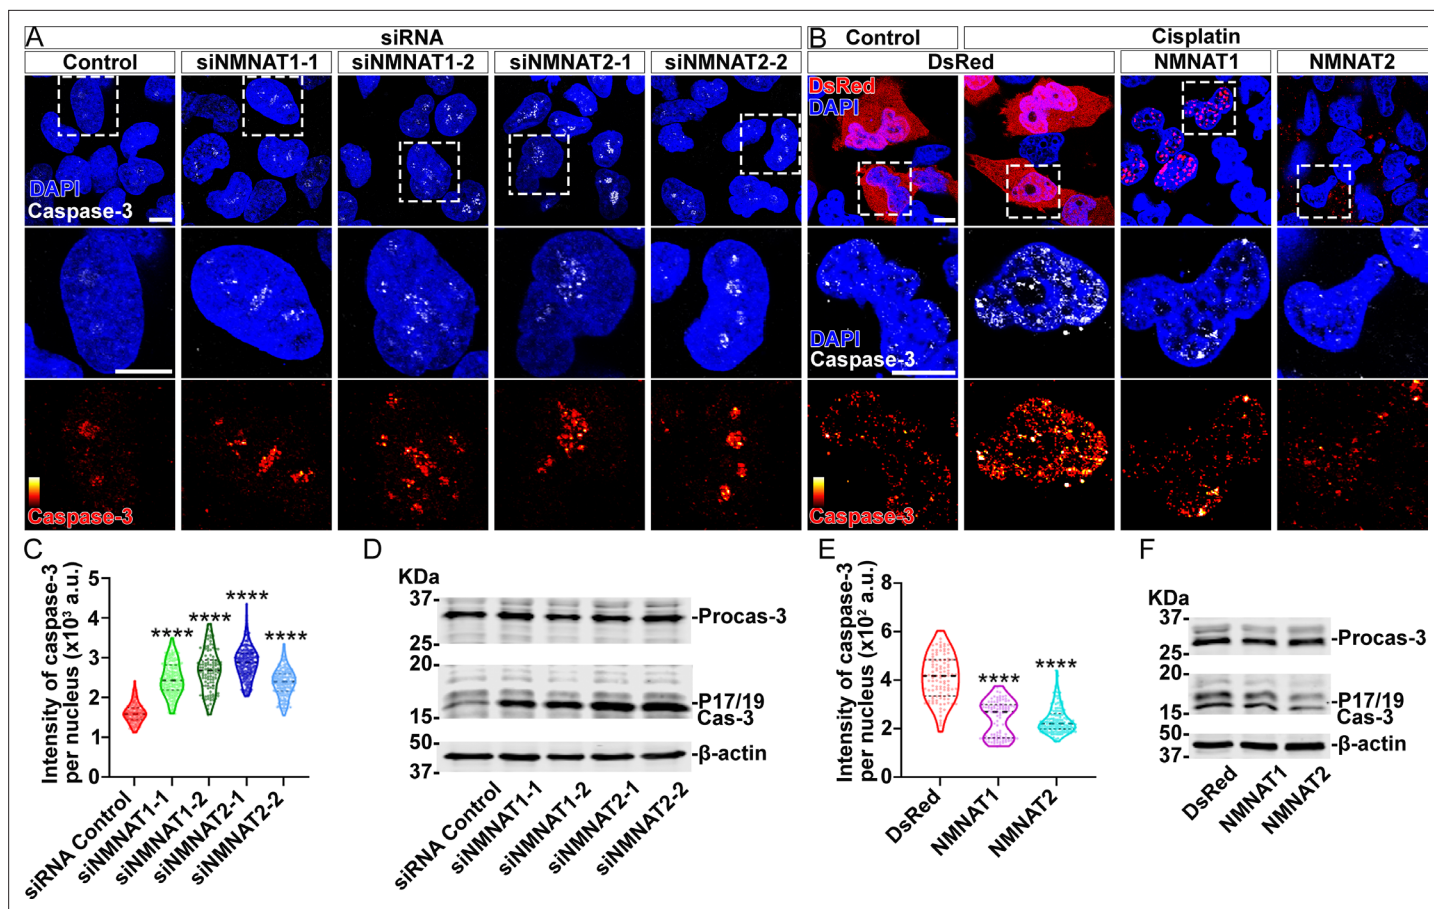 A
siRNA
Control
siNMNAT1-1
siNMNAT1-2
siNMNAT2-1
siNMNAT2-2
DAPI
Caspase-3
Caspase-3
B
Control
Cisplatin
DsRed
NMNAT1
NMNAT2
DsRed
DAPI
DAPI
Caspase-3
Caspase-3
C
Intensity of caspase-3
per nucleus (x10³ a.u.)
5
4
3
2
1
0
****
****
****
****
siRNA Control
siNMNAT1-1
siNMNAT1-2
siNMNAT2-1
siNMNAT2-2
D
KDa
37-
25-
20
15-
50
37-
-Procas-3
-P17/19
Cas-3
-β-actin
siRNA Control
siNMNAT1-1
siNMNAT1-2
siNMNAT2-1
siNMNAT2-2
E
Intensity of caspase-3
per nucleus (x10² a.u.)
8
6
4
2
0
****
****
DsRed
NMNAT1
NMNAT2
F
KDa
37-
25-
20-
15-
50-
37-
-Procas-3
-P17/19
Cas-3
-β-actin
DsRed
NMNAT1
NMNAT2